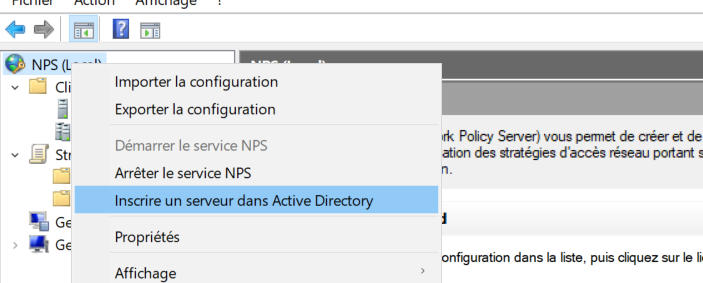 Fichier Action Affichage ?
NPS (Local)
Cli
Importer la configuration
Exporter la configuration
Démarrer le service NPS
rk Policy Server) vous permet de créer et de
Str
Arrêter le service NPS
ation des stratégies d'accès réseau portant s
n.
Inscrire un serveur dans Active Directory
Ge
d
Propriétés
Ge
onfiguration dans la liste, puis cliquez sur le li
Affichage